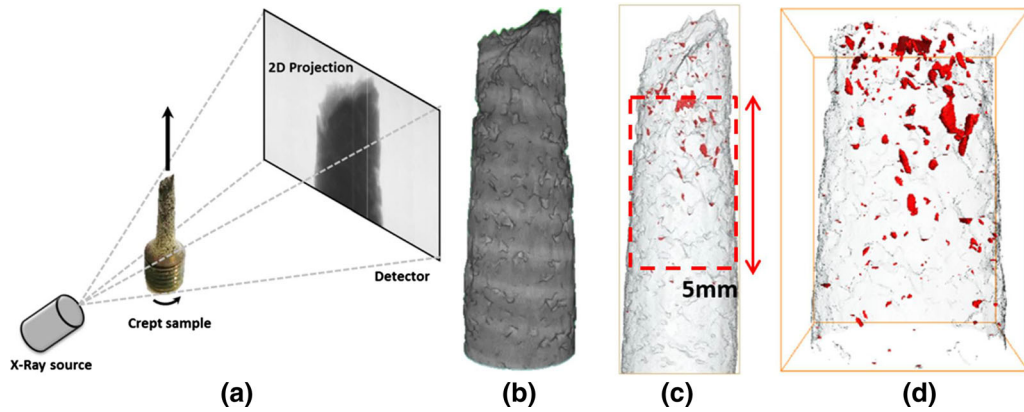 2D Projection
Detector
Crept sample
X-Ray source
5mm
(a)
(b)
(c)
(d)